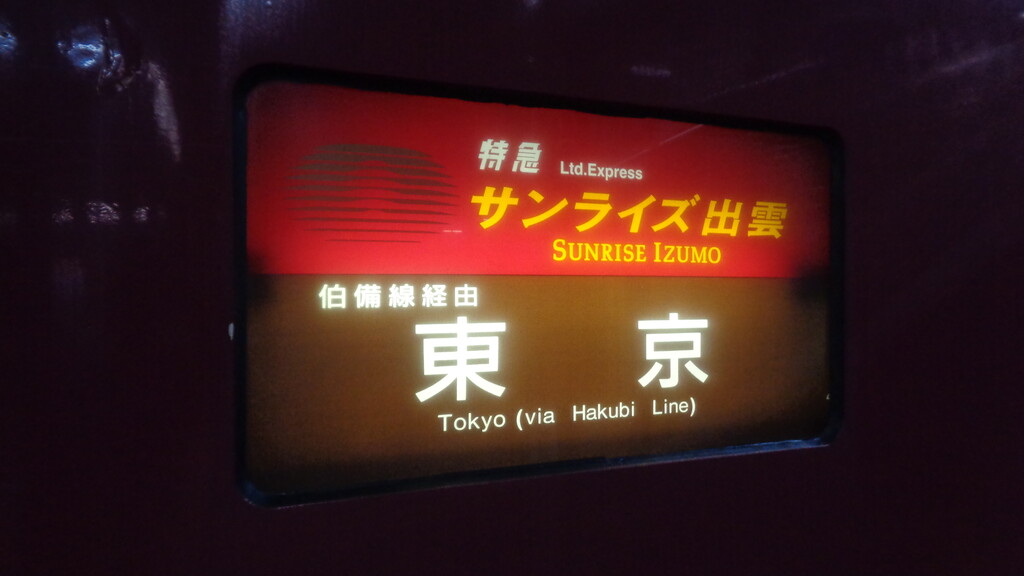 特急 Ltd.Express
サンライズ出雲
SUNRISE IZUMO
伯備線経由
東京
Tokyo (via Hakubi Line)